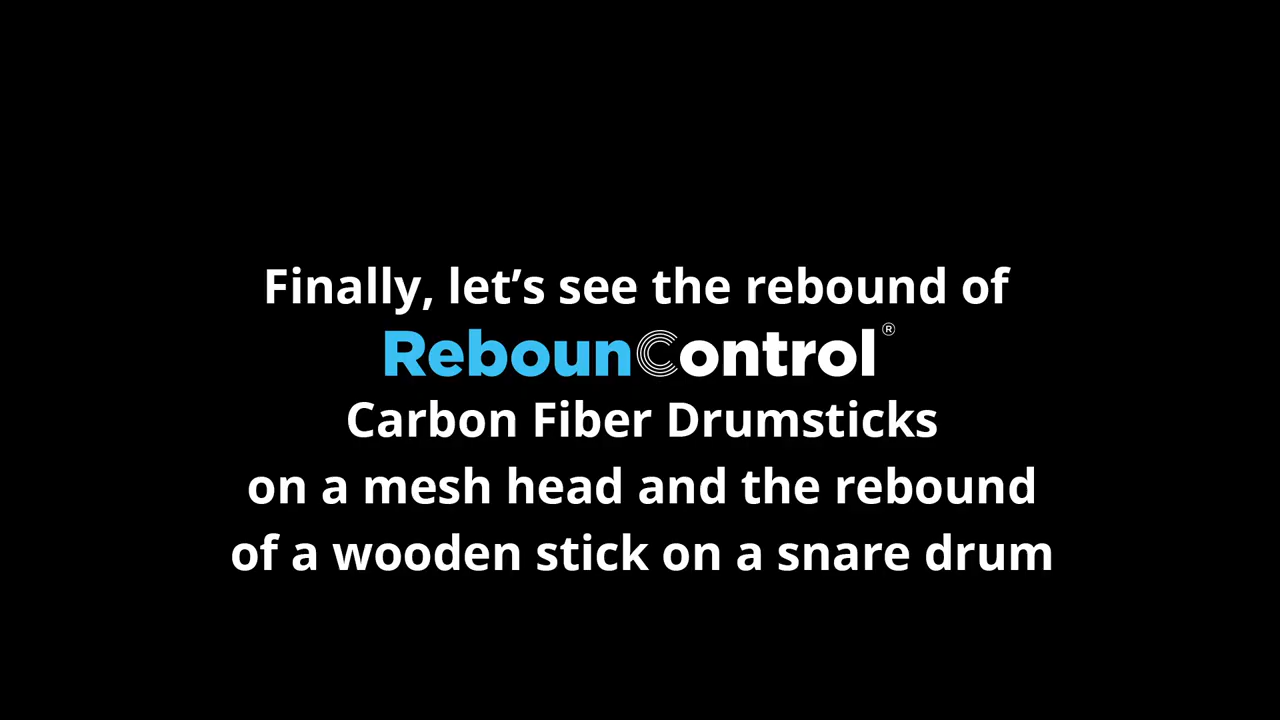 Finally, let’s see the rebound of
RebounControl®
Carbon Fiber Drumsticks
on a mesh head and the rebound
of a wooden stick on a snare drum